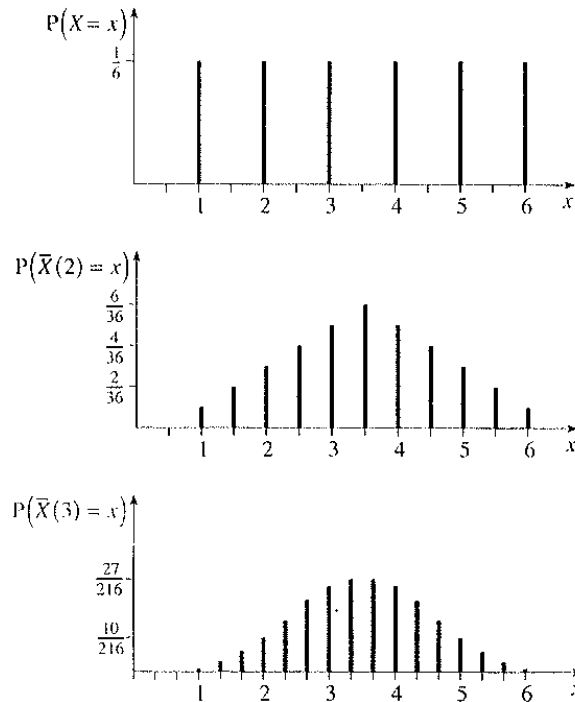 P(X = x)
1/6
1 2 3 4 5 6 x
P(X̅(2) = x)
6/36
4/36
2/36
1 2 3 4 5 6 x
P(X̅(3) = x)
27/216
10/216
1 2 3 4 5 6 x